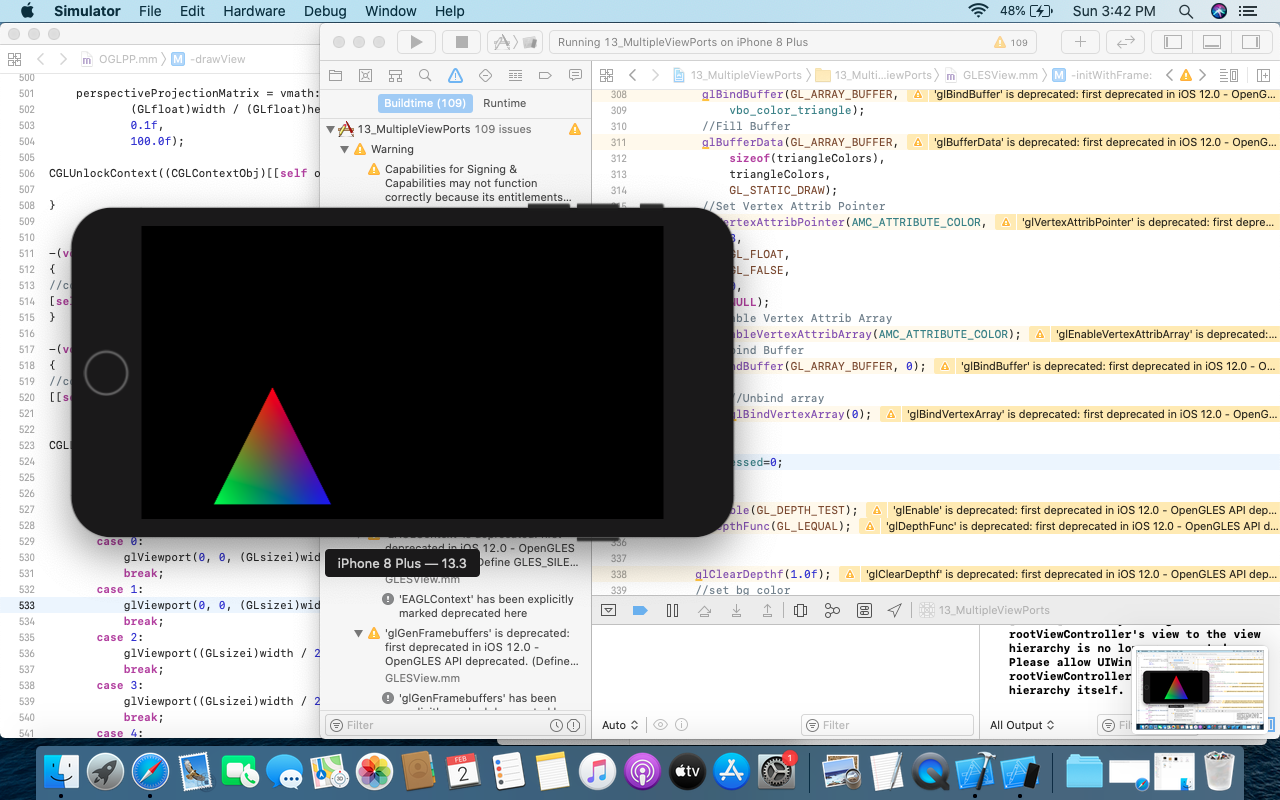 Simulator File Edit Hardware Debug Window Help 48% Sun 3:42 PM
OGLPP.mm -drawView
500
501 perspectiveProjectionMatrix = vmath:
502 (GLfloat)width / (GLfloat)he
503 0.1f,
504 100.0f);
505
506 CGLUnlockContext((CGLContextObj)[[self o
507
508 }
509
510
511 -(v
512 {
513 //c
514 [se
515 }
516
517 -(v
518 {
519 //c
520 [[s
521
522
523 CGL
524
525
526
527
528
529 case 0:
530 glViewport(0, 0, (GLsizei)wid
531 break;
532 case 1:
533 glViewport(0, 0, (GLsizei)wid
534 break;
535 case 2:
536 glViewport((GLsizei)width / 2
537 break;
538 case 3:
539 glViewport((GLsizei)width / 2
540 break;
541 case 4:
Running 13_MultipleViewPorts on iPhone 8 Plus 109
Buildtime (109) Runtime
13_MultipleViewPorts 109 issues
Warning
Capabilities for Signing &
Capabilities may not function
correctly because its entitlements...
iPhone 8 Plus — 13.3
deprecated in iOS 12.0 - OpenGLES
GLESView.mm
'EAGLContext' has been explicitly
marked deprecated here
'glGenFramebuffers' is deprecated:
first deprecated in iOS 12.0 -
OpenGLES API deprecated. (Define...
GLESView.mm
'glGenFramebuffers' has been
Filter
13_MultipleViewPorts 13_Multi...iewPorts GLESView.mm -initWithFrame:
308 glBindBuffer(GL_ARRAY_BUFFER, 'glBindBuffer' is deprecated: first deprecated in iOS 12.0 - OpenG...
309 vbo_color_triangle);
310 //Fill Buffer
311 glBufferData(GL_ARRAY_BUFFER, 'glBufferData' is deprecated: first deprecated in iOS 12.0 - OpenG...
312 sizeof(triangleColors),
313 triangleColors,
314 GL_STATIC_DRAW);
//Set Vertex Attrib Pointer
ertexAttribPointer(AMC_ATTRIBUTE_COLOR, 'glVertexAttribPointer' is deprecated: first depre...
GL_FLOAT,
GL_FALSE,
NULL);
able Vertex Attrib Array
ableVertexAttribArray(AMC_ATTRIBUTE_COLOR); 'glEnableVertexAttribArray' is deprecated:...
ind Buffer
ndBuffer(GL_ARRAY_BUFFER, 0); 'glBindBuffer' is deprecated: first deprecated in iOS 12.0 - O...
//Unbind array
glBindVertexArray(0); 'glBindVertexArray' is deprecated: first deprecated in iOS 12.0 - OpenG...
essed=0;
ble(GL_DEPTH_TEST); 'glEnable' is deprecated: first deprecated in iOS 12.0 - OpenGLES API dep...
epthFunc(GL_LEQUAL); 'glDepthFunc' is deprecated: first deprecated in iOS 12.0 - OpenGLES API d...
336
337
338 glClearDepthf(1.0f); 'glClearDepthf' is deprecated: first deprecated in iOS 12.0 - OpenGLES API dep...
339 //set bg color
13_MultipleViewPorts
rootViewController's view to the view
hierarchy is no lo
Please allow UIWin
rootViewController
hierarchy itself.
Auto Filter All Output Filter
FEB
2
tv
1